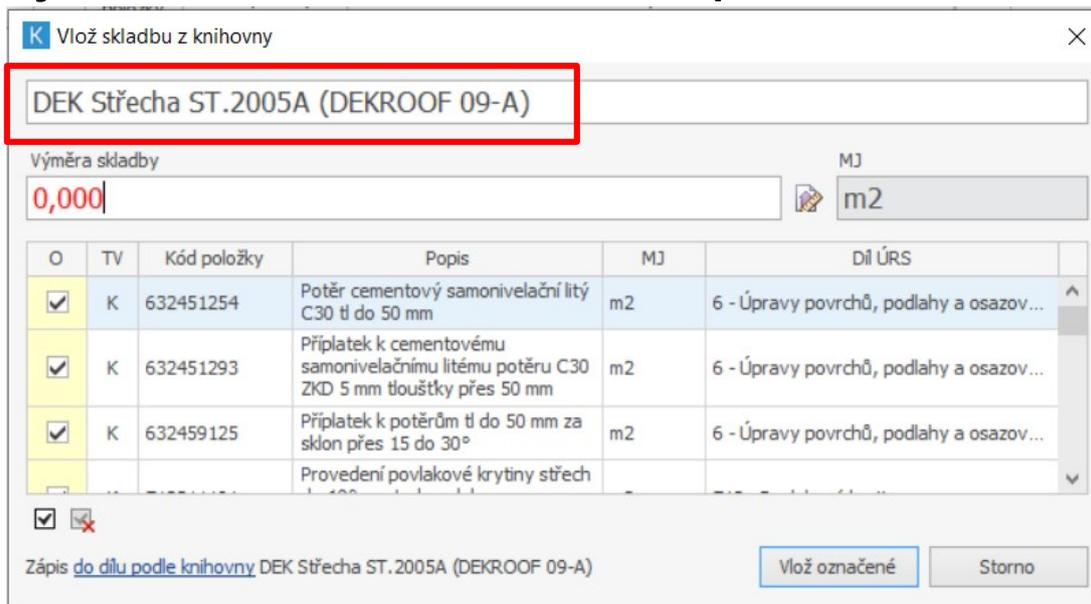 Vlož skladbu z knihovny
DEK Střecha ST.2005A (DEKROOF 09-A)
Výměra skladby
MJ
0,000
m2
O TV Kód položky Popis MJ Díl ÚRS
K 632451254 Potěr cementový samonivelační litý C30 tl do 50 mm m2 6 - Úpravy povrchů, podlahy a osazov...
K 632451293 Příplatek k cementovému samonivelačnímu litému potěru C30 ZKD 5 mm tloušťky přes 50 mm m2 6 - Úpravy povrchů, podlahy a osazov...
K 632459125 Příplatek k potěrům tl do 50 mm za sklon přes 15 do 30° m2 6 - Úpravy povrchů, podlahy a osazov...
Provedení povlakové krytiny střech
Zápis do dílu podle knihovny DEK Střecha ST.2005A (DEKROOF 09-A)
Vlož označené
Storno